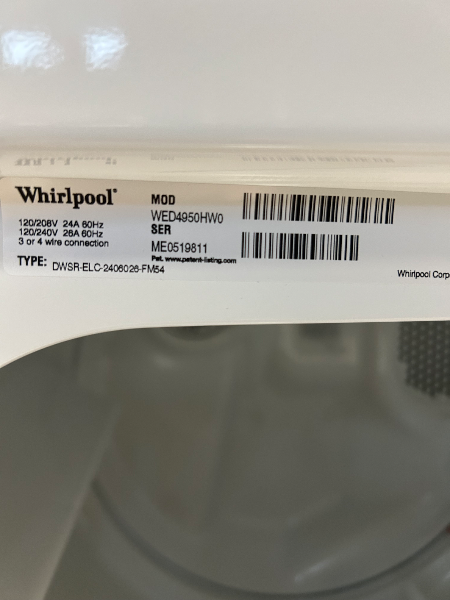 Whirlpool®
120/208V 24A 60Hz
120/240V 26A 60Hz
3 or 4 wire connection
TYPE: DWSR-ELC-2406026-FM54
MOD
WED4950HW0
SER
ME0519811
Pat. www.patent-listing.com
Whirlpool Corp